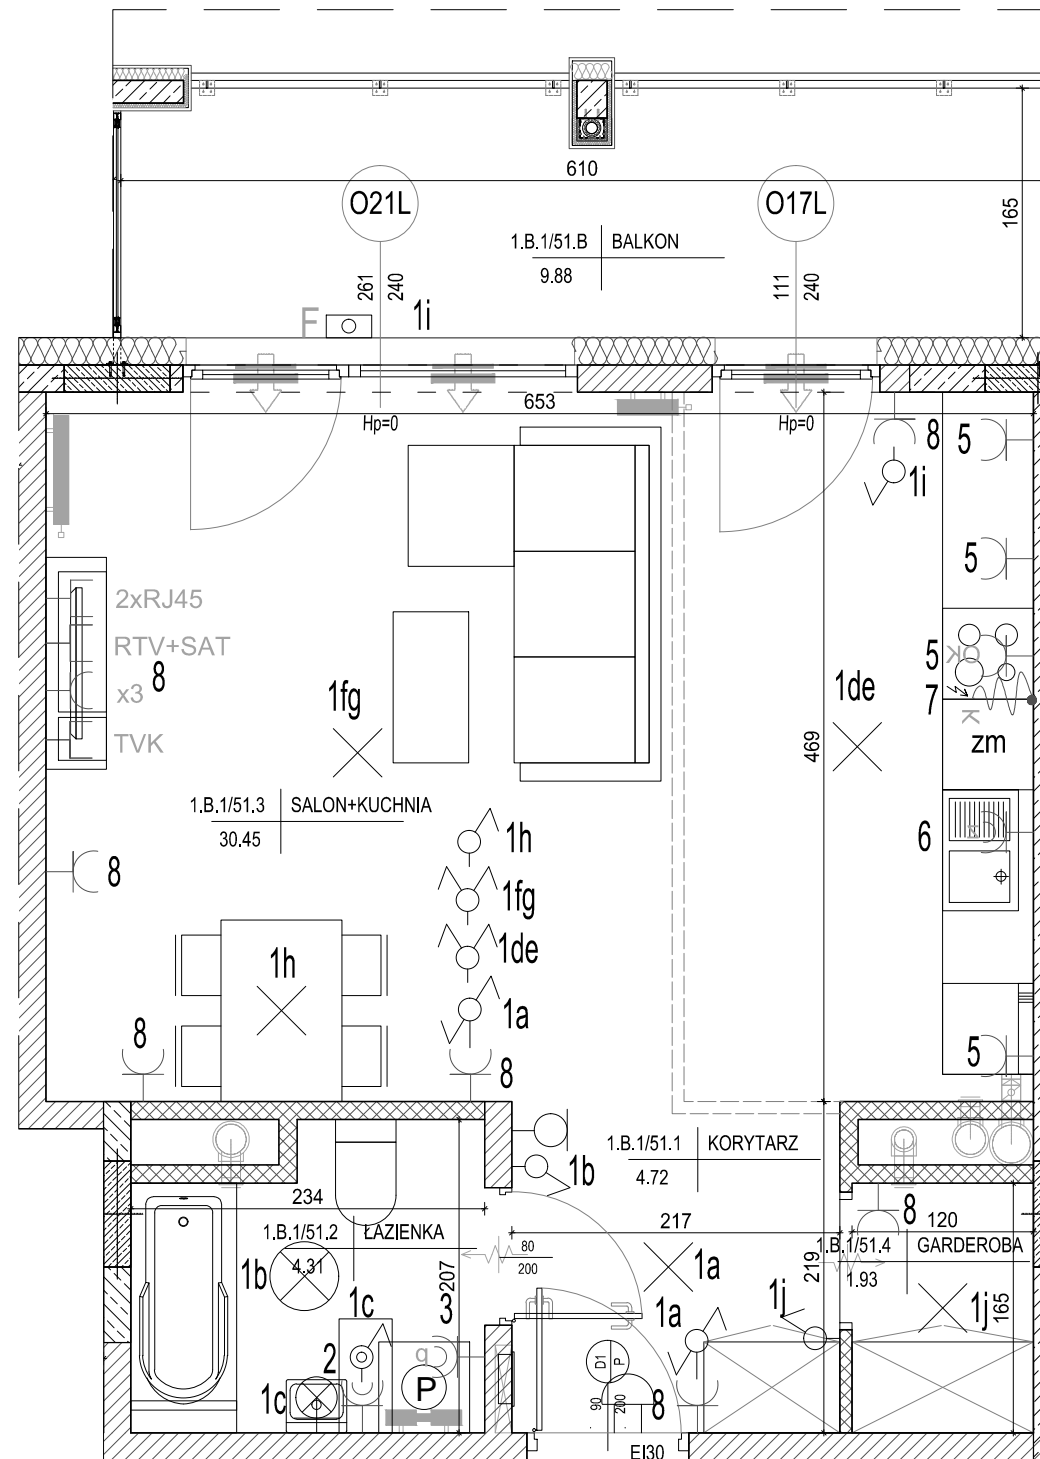 610
O21L
O17L
165
1.B.1/51.B BALKON
9.88
261
240
111
240
F
1i
653
Hp=0
Hp=0
8
5
1i
5
2xRJ45
RTV+SAT
x3
8
TVK
1fg
1de
5
OK
7
K
zm
469
1.B.1/51.3 SALON+KUCHNIA
30.45
1h
6
8
1fg
1de
1h
1a
8
8
5
1.B.1/51.1 KORYTARZ
4.72
1b
234
217
8
120
1.B.1/51.2 ŁAZIENKA
4.31
80
200
1.B.1/51.4 GARDEROBA
1.93
219
207
165
1b
1a
1c
3
1a
1j
1j
2
q
P
1c
D1
P
90
200
8
EI30